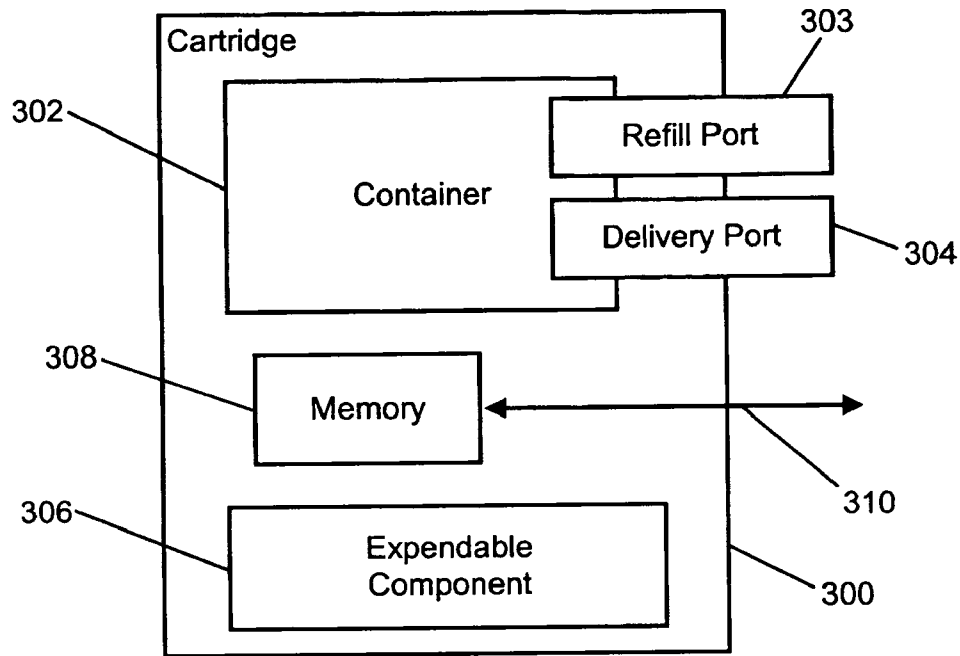 303
Cartridge
302
Refill Port
Container
Delivery Port
304
308
Memory
310
306
Expendable
Component
300